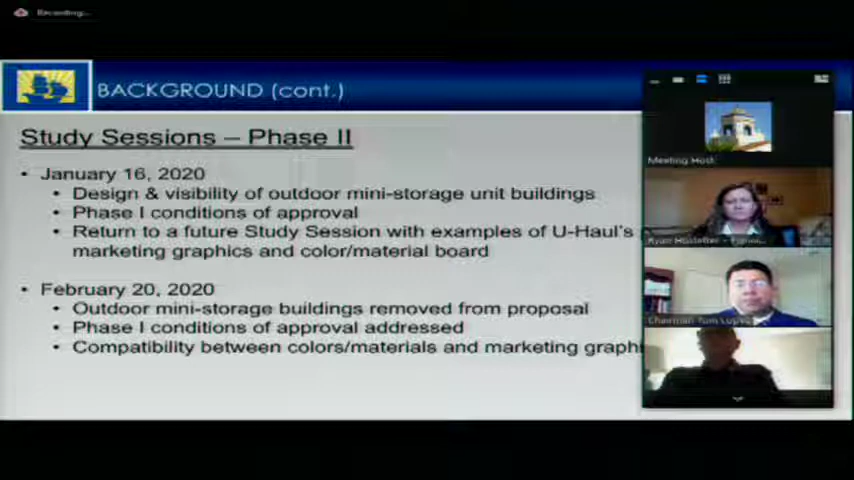 Recording...
BACKGROUND (cont.)
Study Sessions – Phase II
• January 16, 2020
• Design & visibility of outdoor mini-storage unit buildings
• Phase I conditions of approval
• Return to a future Study Session with examples of U-Haul's
marketing graphics and color/material board
• February 20, 2020
• Outdoor mini-storage buildings removed from proposal
• Phase I conditions of approval addressed
• Compatibility between colors/materials and marketing graph
Meeting Host
Chairman Tom